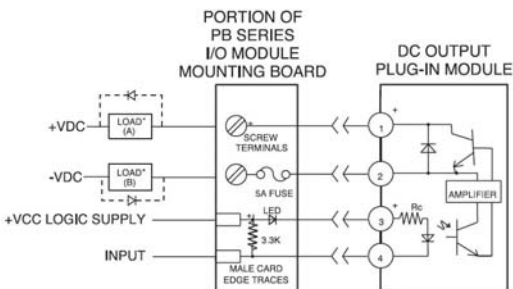 PORTION OF
PB SERIES
I/O MODULE
MOUNTING BOARD
DC OUTPUT
PLUG-IN MODULE
+VDC
LOAD*
(A)
+
SCREW
TERMINALS
+
1
-VDC
LOAD*
(B)
5A FUSE
2
AMPLIFIER
+VCC LOGIC SUPPLY
LED
+
3.3K
+
3
Rc
INPUT
4
MALE CARD
EDGE TRACES